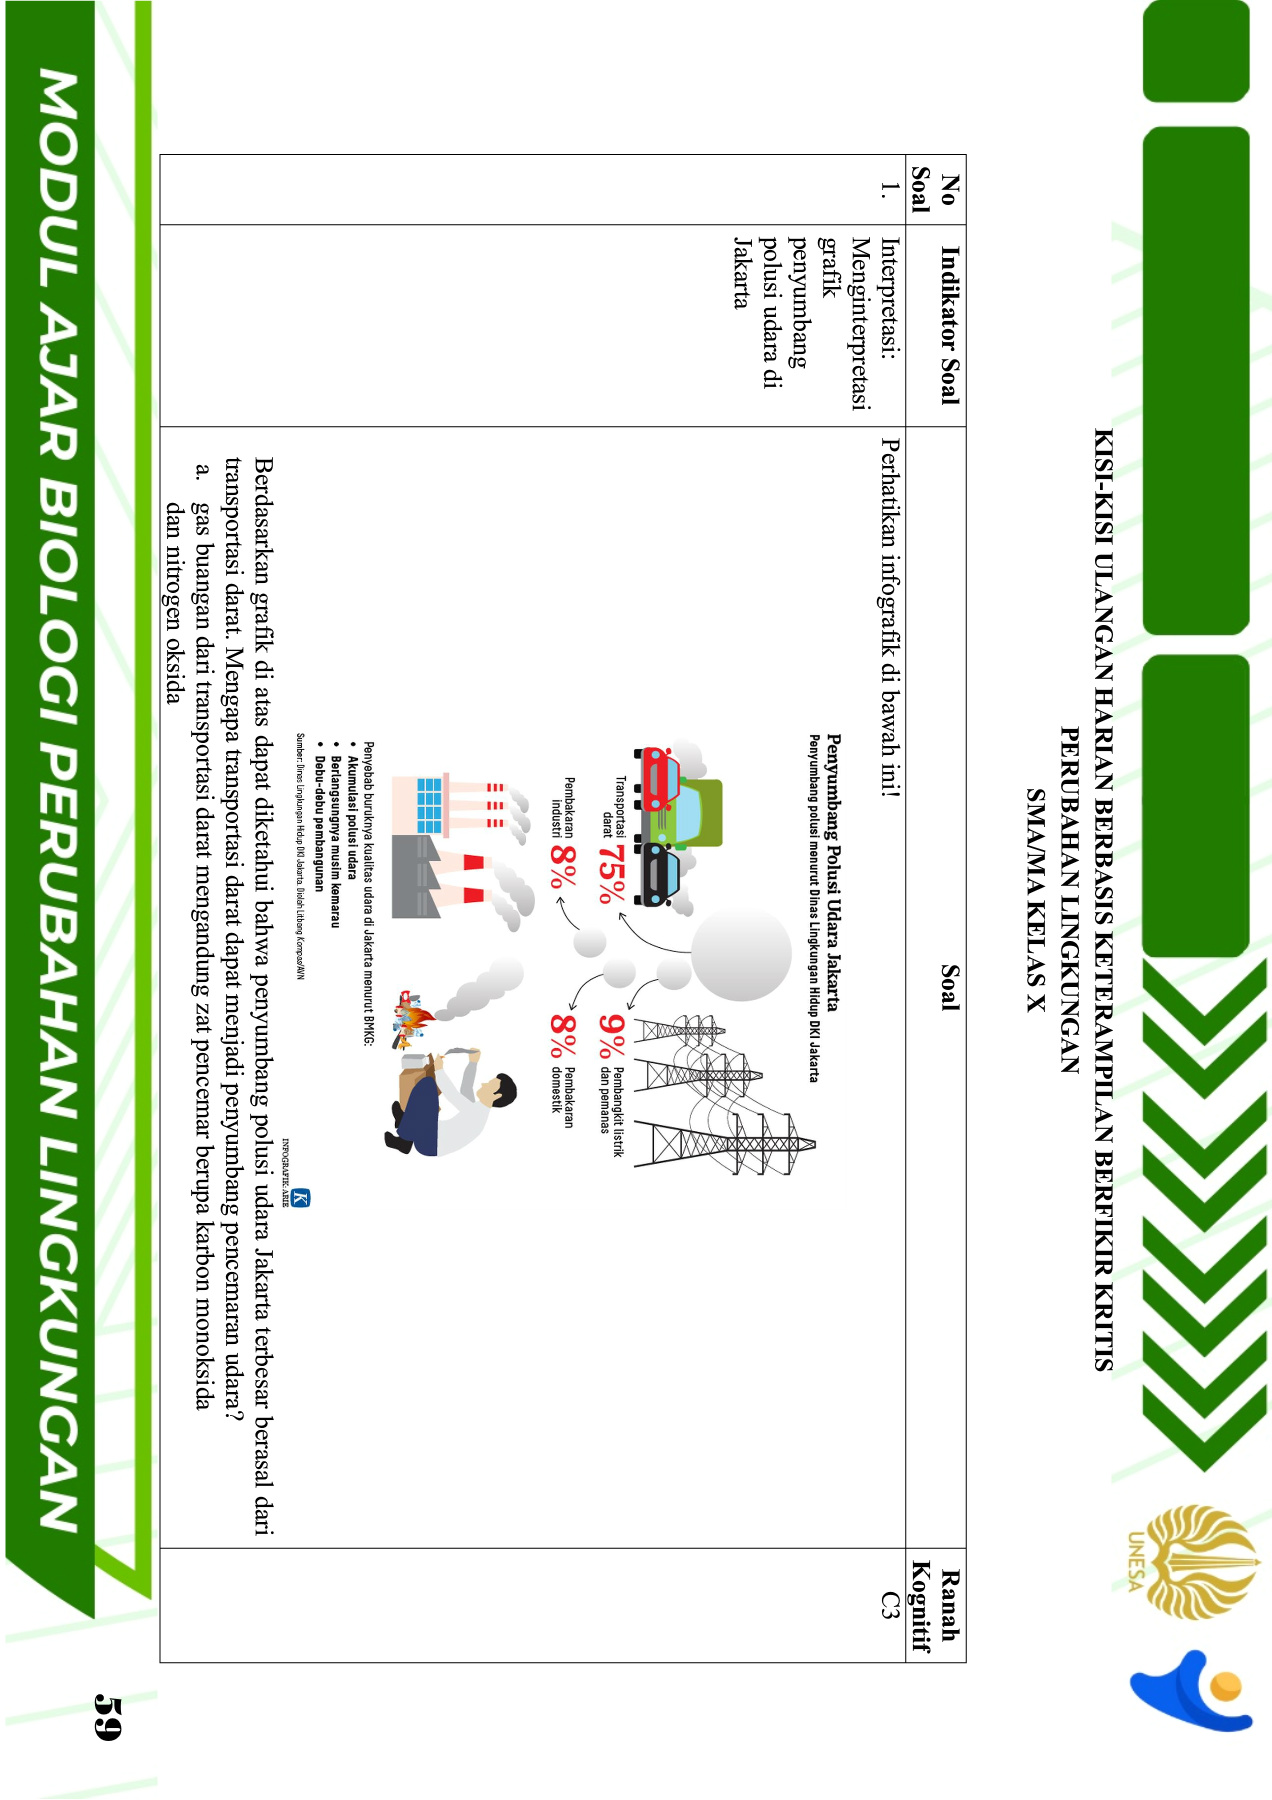 UNESA
KISI-KISI ULANGAN HARIAN BERBASIS KETERAMPILAN BERFIKIR KRITIS
PERUBAHAN LINGKUNGAN
SMA/MA KELAS X
No
Soal
Indikator Soal
Soal
Ranah
Kognitif
1.
Interpretasi:
Menginterpretasi
grafik
penyumbang
polusi udara di
Jakarta
Perhatikan infografik di bawah ini!
Penyumbang Polusi Udara Jakarta
Penyumbang polusi menurut Dinas Lingkungan Hidup DKI Jakarta
Transportasi
darat
75%
9%
Pembangkit listrik
dan pemanas
Pembakaran
industri
8%
8%
Pembakaran
domestik
Penyebab buruknya kualitas udara di Jakarta menurut BMKG:
• Akumulasi polusi udara
• Berlangsungnya musim kemarau
• Debu-debu pembangunan
Sumber: Dinas Lingkungan Hidup DKI Jakarta. Diolah Litbang Kompas/AVN
K
INFOGRAFIK: ARIE
Berdasarkan grafik di atas dapat diketahui bahwa penyumbang polusi udara Jakarta terbesar berasal dari
transportasi darat. Mengapa transportasi darat dapat menjadi penyumbang pencemaran udara?
a. gas buangan dari transportasi darat mengandung zat pencemar berupa karbon monoksida
dan nitrogen oksida
C3
MODUL AJAR BIOLOGI PERUBAHAN LINGKUNGAN
59